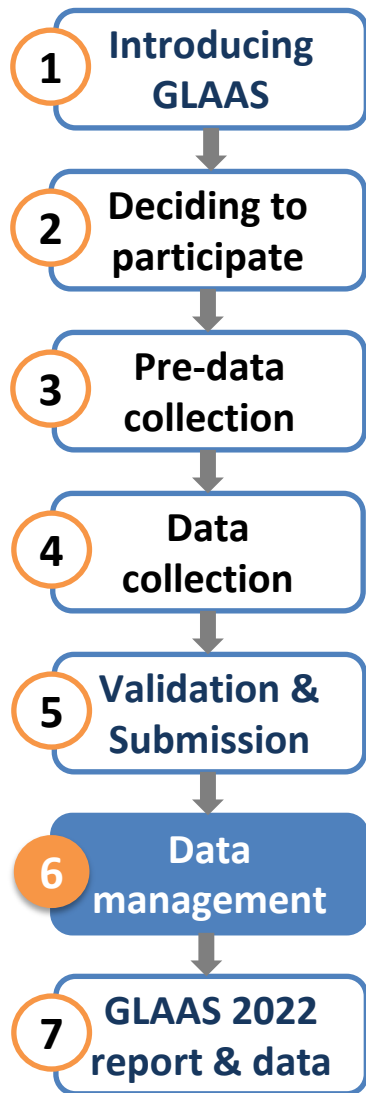 1
Introducing
GLAAS
2
Deciding to
participate
3
Pre-data
collection
4
Data
collection
5
Validation &
Submission
6
Data
management
7
GLAAS 2022
report & data